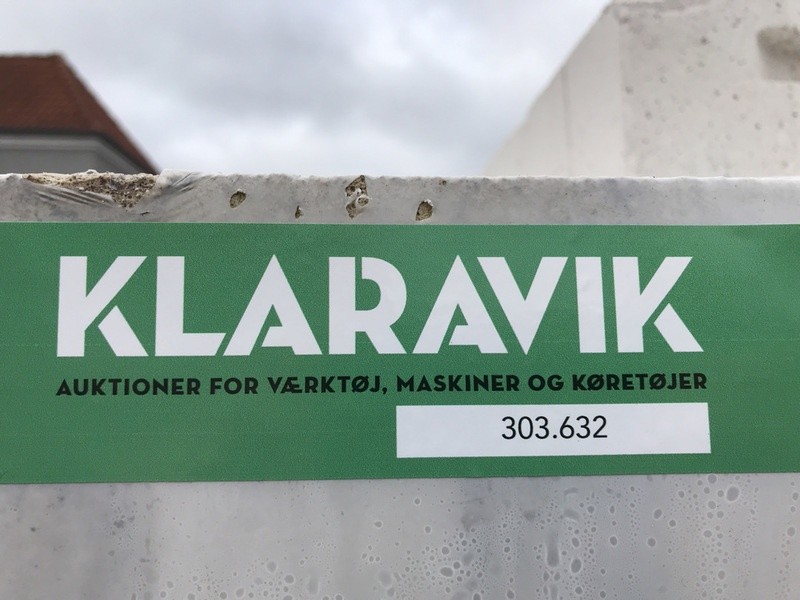 KLARAVIK
AUKTIONER FOR VÆRKTØJ, MASKINER OG KØRETØJER
303.632